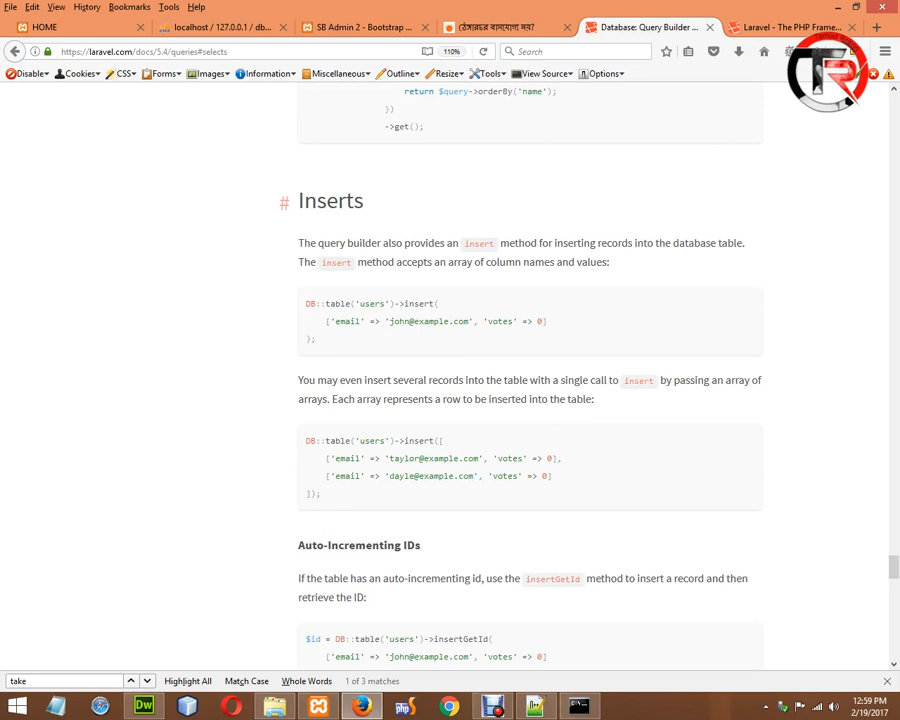 File Edit View History Bookmarks Tools Help
HOME
localhost / 127.0.0.1 / db...
SB Admin 2 - Bootstrap ...
Database: Query Builder ...
Laravel - The PHP Frame...
https://laravel.com/docs/5.4/queries#selects
110%
Search
Disable Cookies CSS Forms Images Information Miscellaneous Outline Resize Tools View Source Options
TR
return $query->orderBy('name');
})
->get();
# Inserts
The query builder also provides an insert method for inserting records into the database table.
The insert method accepts an array of column names and values:
DB::table('users')->insert(
['email' => 'john@example.com', 'votes' => 0]
);
You may even insert several records into the table with a single call to insert by passing an array of
arrays. Each array represents a row to be inserted into the table:
DB::table('users')->insert([
['email' => 'taylor@example.com', 'votes' => 0],
['email' => 'dayle@example.com', 'votes' => 0]
]);
Auto-Incrementing IDs
If the table has an auto-incrementing id, use the insertGetId method to insert a record and then
retrieve the ID:
$id = DB::table('users')->insertGetId(
['email' => 'john@example.com', 'votes' => 0]
take
Highlight All Match Case Whole Words 1 of 3 matches
Dw
php
12:59 PM
2/19/2017